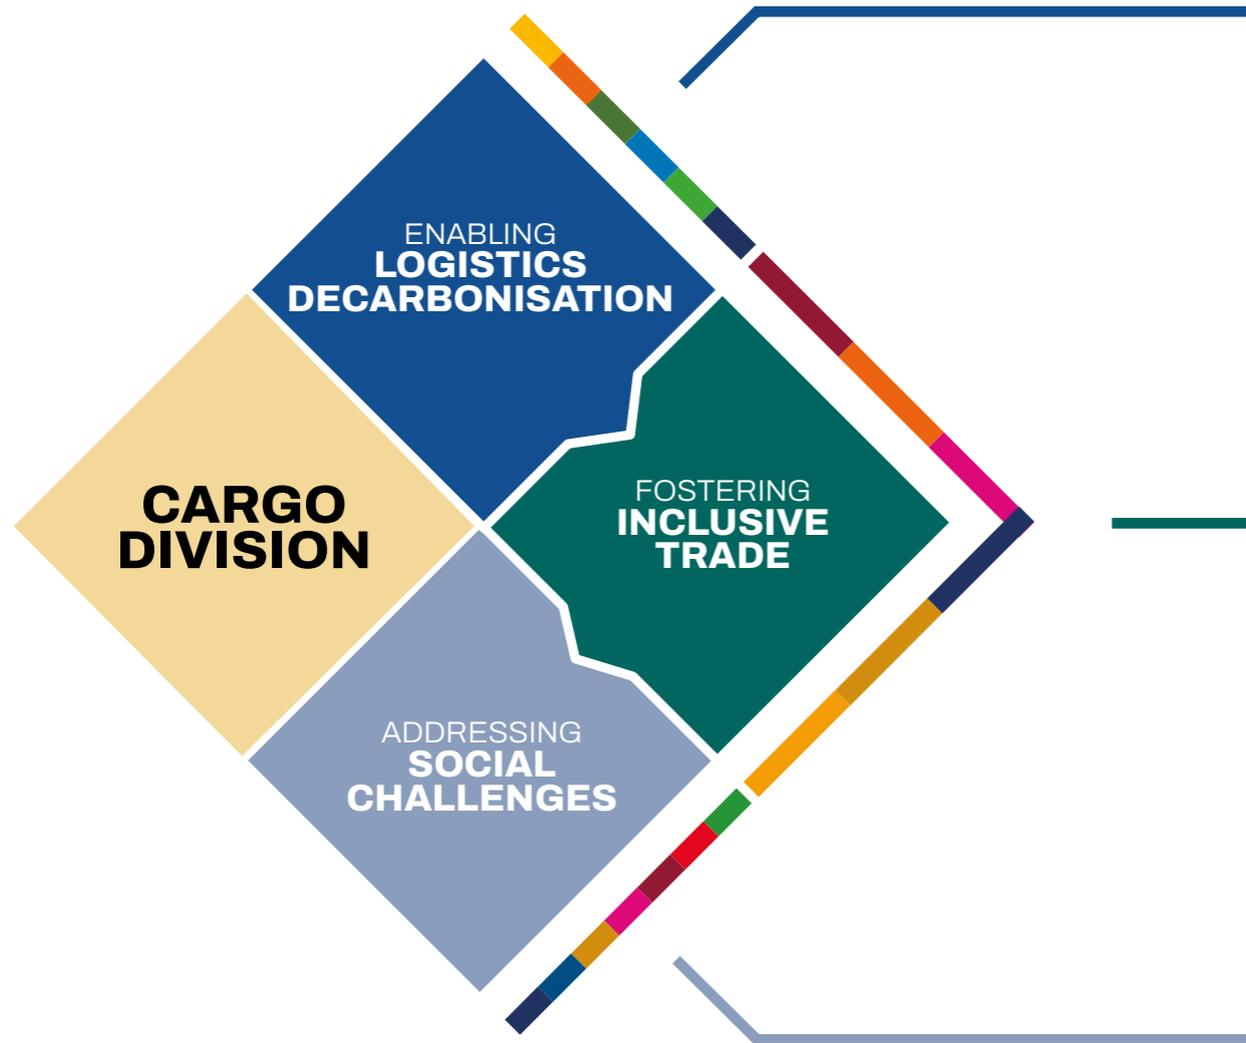 ENABLING
LOGISTICS
DECARBONISATION
CARGO
DIVISION
FOSTERING
INCLUSIVE
TRADE
ADDRESSING
SOCIAL
CHALLENGES